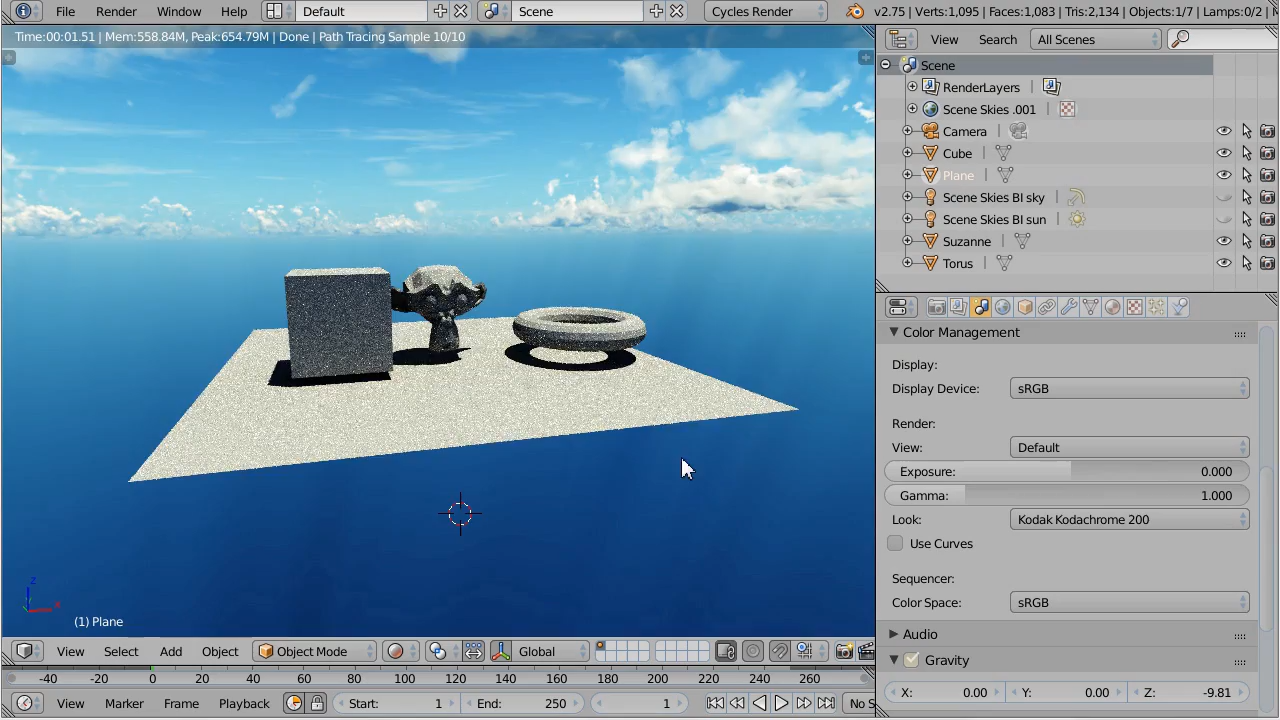 File Render Window Help Default Scene Cycles Render v2.75 | Verts:1,095 | Faces:1,083 | Tris:2,134 | Objects:1/7 | Lamps:0/2 |
Time:00:01.51 | Mem:558.84M, Peak:654.79M | Done | Path Tracing Sample 10/10
View Search All Scenes
Scene
RenderLayers
Scene Skies .001
Camera
Cube
Plane
Scene Skies BI sky
Scene Skies BI sun
Suzanne
Torus
Color Management
Display:
Display Device: sRGB
Render:
View: Default
Exposure: 0.000
Gamma: 1.000
Look: Kodak Kodachrome 200
Use Curves
Sequencer:
Color Space: sRGB
Audio
Gravity
X: 0.00 Y: 0.00 Z: -9.81
Z
X
(1) Plane
View Select Add Object Object Mode Global
-40 -20 0 20 40 60 80 100 120 140 160 180 200 220 240 260
View Marker Frame Playback Start: 1 End: 250 1 No S